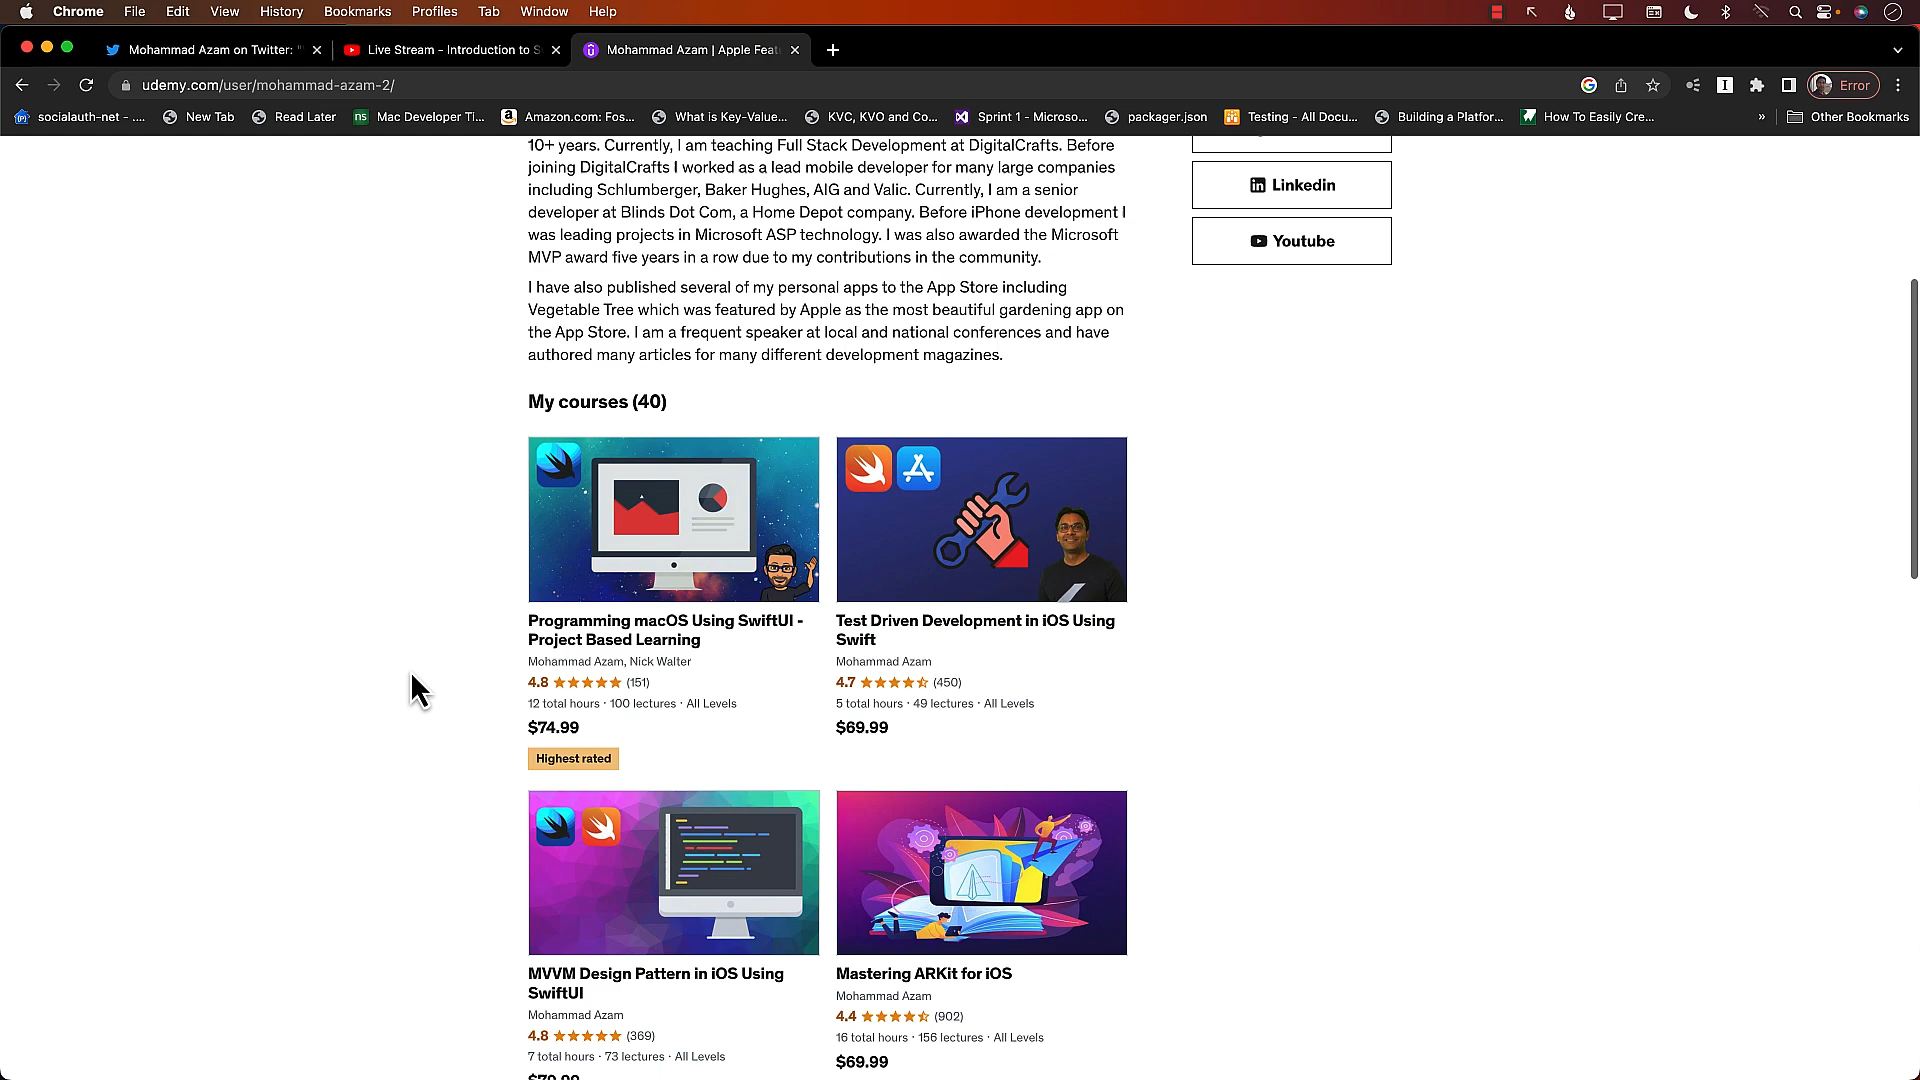 Chrome File Edit View History Bookmarks Profiles Tab Window Help
Mohammad Azam on Twitter: "
Live Stream - Introduction to S
Mohammad Azam | Apple Feat
udemy.com/user/mohammad-azam-2/
Error
socialauth-net - ....
New Tab
Read Later
Mac Developer Ti...
Amazon.com: Fos...
What is Key-Value...
KVC, KVO and Co...
Sprint 1 - Microso...
packager.json
Testing - All Docu...
Building a Platfor...
How To Easily Cre...
»
Other Bookmarks
10+ years. Currently, I am teaching Full Stack Development at DigitalCrafts. Before
joining DigitalCrafts I worked as a lead mobile developer for many large companies
including Schlumberger, Baker Hughes, AIG and Valic. Currently, I am a senior
developer at Blinds Dot Com, a Home Depot company. Before iPhone development I
was leading projects in Microsoft ASP technology. I was also awarded the Microsoft
MVP award five years in a row due to my contributions in the community.
I have also published several of my personal apps to the App Store including
Vegetable Tree which was featured by Apple as the most beautiful gardening app on
the App Store. I am a frequent speaker at local and national conferences and have
authored many articles for many different development magazines.
Linkedin
Youtube
My courses (40)
Programming macOS Using SwiftUI -
Project Based Learning
Mohammad Azam, Nick Walter
4.8 (151)
12 total hours · 100 lectures · All Levels
$74.99
Highest rated
Test Driven Development in iOS Using
Swift
Mohammad Azam
4.7 (450)
5 total hours · 49 lectures · All Levels
$69.99
MVVM Design Pattern in iOS Using
SwiftUI
Mohammad Azam
4.8 (369)
7 total hours · 73 lectures · All Levels
Mastering ARKit for iOS
Mohammad Azam
4.4 (902)
16 total hours · 156 lectures · All Levels
$69.99